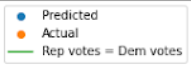 Predicted
Actual
Rep votes = Dem votes